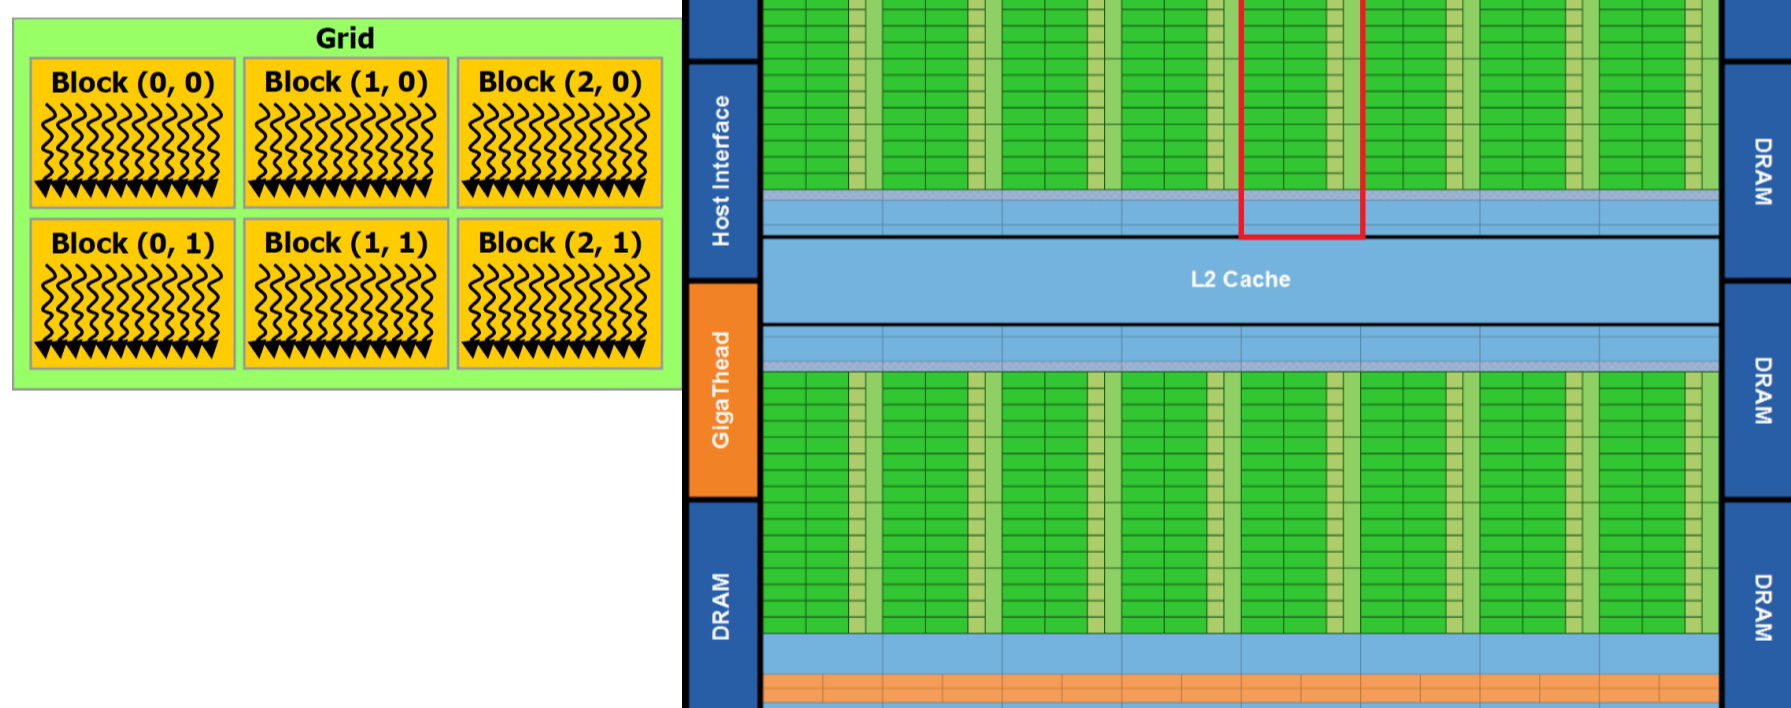 Grid
Block (0, 0)
Block (1, 0)
Block (2, 0)
Block (0, 1)
Block (1, 1)
Block (2, 1)
Host Interface
GigaThead
DRAM
L2 Cache
DRAM
DRAM
DRAM